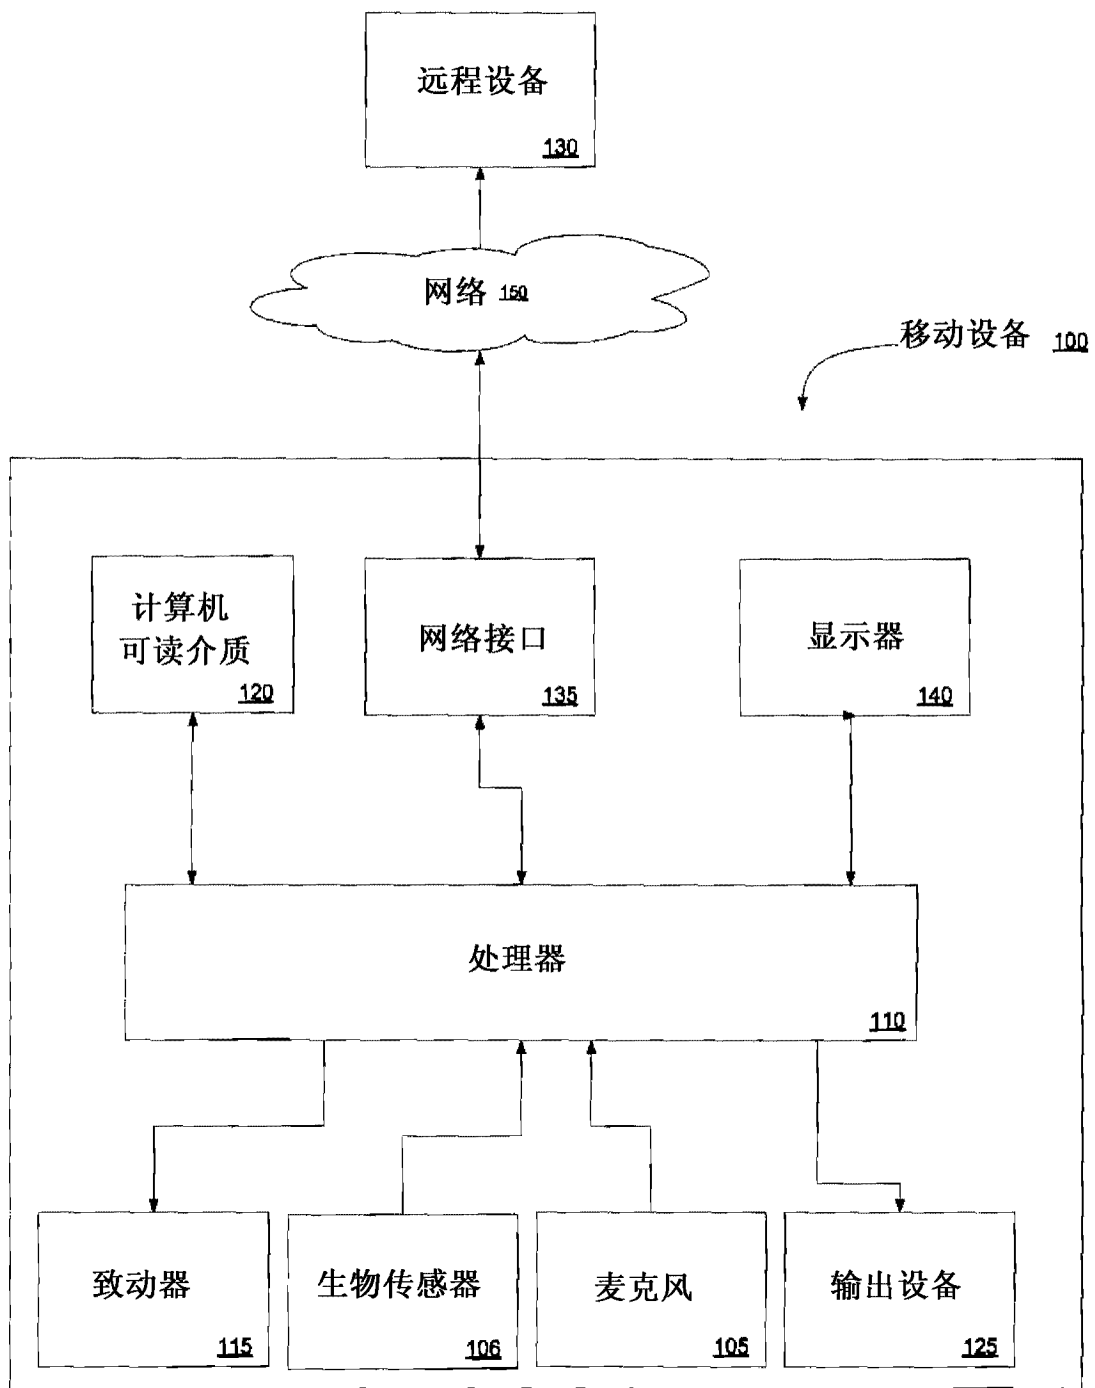 远程设备
130
网络 150
移动设备 100
计算机
可读介质
120
网络接口
135
显示器
140
处理器
110
致动器
115
生物传感器
106
麦克风
105
输出设备
125